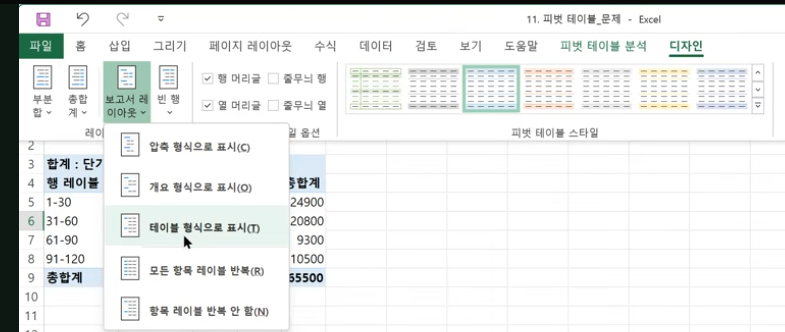 11. 피벗 테이블_문제 - Excel
파일 홈 삽입 그리기 페이지 레이아웃 수식 데이터 검토 보기 도움말 피벗 테이블 분석 디자인
부분합 총합계 보고서 레이아웃 빈 행
행 머리글 줄무늬 행
열 머리글 줄무늬 열
레이 일 옵션 피벗 테이블 스타일
압축 형식으로 표시(C)
개요 형식으로 표시(O)
테이블 형식으로 표시(T)
모든 항목 레이블 반복(R)
항목 레이블 반복 안 함(N)
2
3 합계 : 단가
4 행 레이블 총합계
5 1-30 24900
6 31-60 20800
7 61-90 9300
8 91-120 10500
9 총합계 65500
10
11